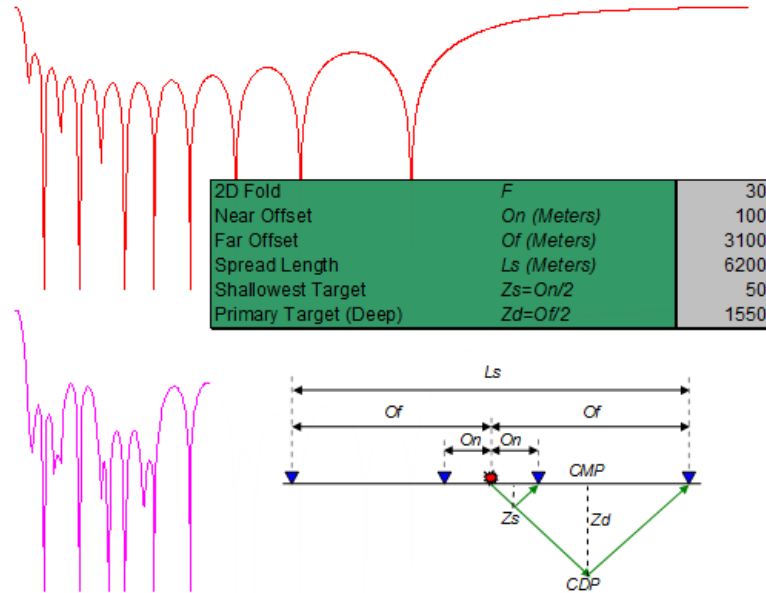 2D Fold F 30
Near Offset On (Meters) 100
Far Offset Of (Meters) 3100
Spread Length Ls (Meters) 6200
Shallowest Target Zs=On/2 50
Primary Target (Deep) Zd=Of/2 1550
Ls
Of Of
On On
CMP
Zs Zd
CDP